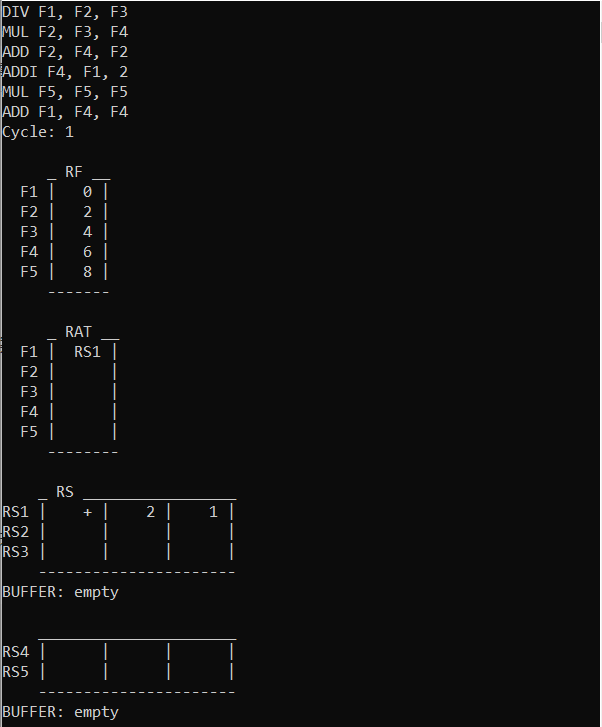 DIV F1, F2, F3
MUL F2, F3, F4
ADD F2, F4, F2
ADDI F4, F1, 2
MUL F5, F5, F5
ADD F1, F4, F4
Cycle: 1
_ RF __
F1 |   0 |
F2 |   2 |
F3 |   4 |
F4 |   6 |
F5 |   8 |
-------
_ RAT __
F1 |  RS1 |
F2 |      |
F3 |      |
F4 |      |
F5 |      |
--------
_ RS _________________
RS1 |    + |    2 |    1 |
RS2 |      |      |      |
RS3 |      |      |      |
----------------------
BUFFER: empty
______________________
RS4 |      |      |      |
RS5 |      |      |      |
----------------------
BUFFER: empty